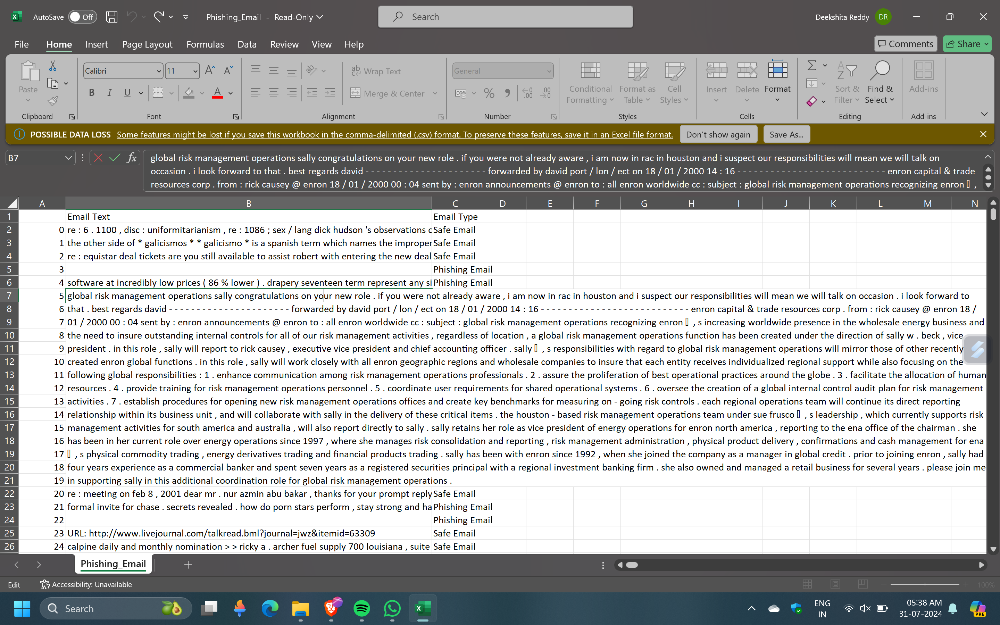 AutoSave Off Phishing_Email - Read-Only Search Deekshita Reddy DR
File Home Insert Page Layout Formulas Data Review View Help Comments Share
Paste Calibri 11 Wrap Text General Conditional Formatting Format as Table Cell Styles Insert Delete Format Sort & Filter Find & Select Add-ins
B I U A Merge & Center %
Clipboard Font Alignment Number Styles Cells Editing Add-ins
POSSIBLE DATA LOSS Some features might be lost if you save this workbook in the comma-delimited (.csv) format. To preserve these features, save it in an Excel file format. Don't show again Save As...
B7 fx global risk management operations sally congratulations on your new role . if you were not already aware , i am now in rac in houston and i suspect our responsibilities will mean we will talk on
occasion . i look forward to that . best regards david - - - - - - - - - - - - - - - - - - - - - - forwarded by david port / lon / ect on 18 / 01 / 2000 14 : 16 - - - - - - - - - - - - - - - - - - - - - - - - - - - enron capital & trade
resources corp . from : rick causey @ enron 18 / 01 / 2000 00 : 04 sent by : enron announcements @ enron to : all enron worldwide cc : subject : global risk management operations recognizing enron  ,
A B C D E F G H I J K L M N
1 Email Text Email Type
2 0 re : 6 . 1100 , disc : uniformitarianism , re : 1086 ; sex / lang dick hudson 's observations Safe Email
3 1 the other side of * galicismos * * galicismo * is a spanish term which names the improper Safe Email
4 2 re : equistar deal tickets are you still available to assist robert with entering the new deal Safe Email
5 3 Phishing Email
6 4 software at incredibly low prices ( 86 % lower ) . drapery seventeen term represent any si Phishing Email
7 5 global risk management operations sally congratulations on your new role . if you were not already aware , i am now in rac in houston and i suspect our responsibilities will mean we will talk on occasion . i look forward to
8 6 that . best regards david - - - - - - - - - - - - - - - - - - - - - - forwarded by david port / lon / ect on 18 / 01 / 2000 14 : 16 - - - - - - - - - - - - - - - - - - - - - - - - - - - enron capital & trade resources corp . from : rick causey @ enron 18 /
9 7 01 / 2000 00 : 04 sent by : enron announcements @ enron to : all enron worldwide cc : subject : global risk management operations recognizing enron  , s increasing worldwide presence in the wholesale energy business and
10 8 the need to insure outstanding internal controls for all of our risk management activities , regardless of location , a global risk management operations function has been created under the direction of sally w . beck , vice
11 9 president . in this role , sally will report to rick causey , executive vice president and chief accounting officer . sally  , s responsibilities with regard to global risk management operations will mirror those of other recently
12 10 created enron global functions . in this role , sally will work closely with all enron geographic regions and wholesale companies to insure that each entity receives individualized regional support while also focusing on the
13 11 following global responsibilities : 1 . enhance communication among risk management operations professionals . 2 . assure the proliferation of best operational practices around the globe . 3 . facilitate the allocation of human
14 12 resources . 4 . provide training for risk management operations personnel . 5 . coordinate user requirements for shared operational systems . 6 . oversee the creation of a global internal control audit plan for risk management
15 13 activities . 7 . establish procedures for opening new risk management operations offices and create key benchmarks for measuring on - going risk controls . each regional operations team will continue its direct reporting
16 14 relationship within its business unit , and will collaborate with sally in the delivery of these critical items . the houston - based risk management operations team under sue frusco  , s leadership , which currently supports risk
17 15 management activities for south america and australia , will also report directly to sally . sally retains her role as vice president of energy operations for enron north america , reporting to the ena office of the chairman . she
18 16 has been in her current role over energy operations since 1997 , where she manages risk consolidation and reporting , risk management administration , physical product delivery , confirmations and cash management for ena
19 17  , s physical commodity trading , energy derivatives trading and financial products trading . sally has been with enron since 1992 , when she joined the company as a manager in global credit . prior to joining enron , sally had
20 18 four years experience as a commercial banker and spent seven years as a registered securities principal with a regional investment banking firm . she also owned and managed a retail business for several years . please join me
21 19 in supporting sally in this additional coordination role for global risk management operations .
22 20 re : meeting on feb 8 , 2001 dear mr . nur azmin abu bakar , thanks for your prompt reply Safe Email
23 21 formal invite for chase . secrets revealed . how do porn stars perform , stay strong and ha Phishing Email
24 22 Phishing Email
25 23 URL: http://www.livejournal.com/talkread.bml?journal=jwz&itemid=63309 Safe Email
26 24 calpine daily and monthly nomination > > ricky a . archer fuel supply 700 louisiana , suite Safe Email
Phishing_Email
Edit Accessibility: Unavailable 100%
Search ENG IN 05:38 AM 31-07-2024 PRE